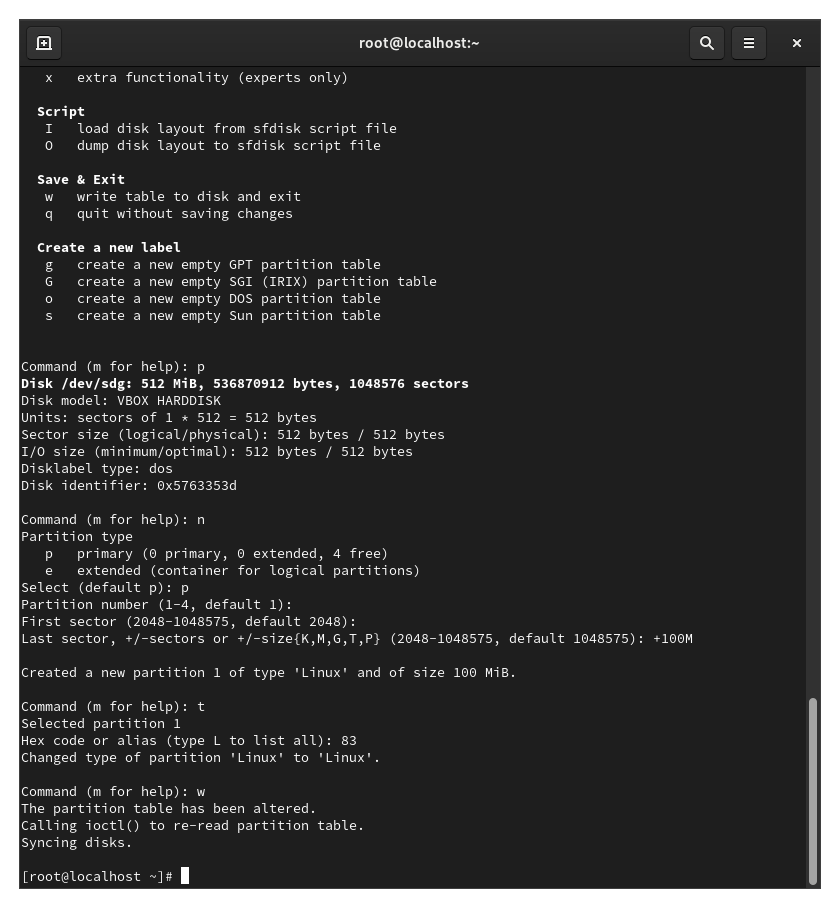 root@localhost:~
x   extra functionality (experts only)
Script
I   load disk layout from sfdisk script file
O   dump disk layout to sfdisk script file
Save & Exit
w   write table to disk and exit
q   quit without saving changes
Create a new label
g   create a new empty GPT partition table
G   create a new empty SGI (IRIX) partition table
o   create a new empty DOS partition table
s   create a new empty Sun partition table
Command (m for help): p
Disk /dev/sdg: 512 MiB, 536870912 bytes, 1048576 sectors
Disk model: VBOX HARDDISK
Units: sectors of 1 * 512 = 512 bytes
Sector size (logical/physical): 512 bytes / 512 bytes
I/O size (minimum/optimal): 512 bytes / 512 bytes
Disklabel type: dos
Disk identifier: 0x5763353d
Command (m for help): n
Partition type
p   primary (0 primary, 0 extended, 4 free)
e   extended (container for logical partitions)
Select (default p): p
Partition number (1-4, default 1):
First sector (2048-1048575, default 2048):
Last sector, +/-sectors or +/-size{K,M,G,T,P} (2048-1048575, default 1048575): +100M
Created a new partition 1 of type 'Linux' and of size 100 MiB.
Command (m for help): t
Selected partition 1
Hex code or alias (type L to list all): 83
Changed type of partition 'Linux' to 'Linux'.
Command (m for help): w
The partition table has been altered.
Calling ioctl() to re-read partition table.
Syncing disks.
[root@localhost ~]#